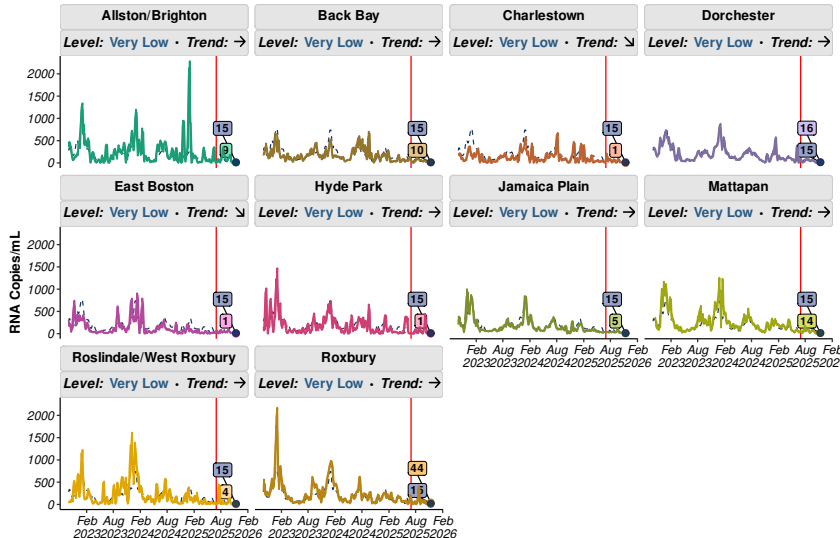 Allston/Brighton Back Bay Charlestown Dorchester
Level: Very Low · Trend: → Level: Very Low · Trend: → Level: Very Low · Trend: ↘ Level: Very Low · Trend: →
2000
1500
1000
500
0
15 15 15 16
9 10 1 15
East Boston Hyde Park Jamaica Plain Mattapan
Level: Very Low · Trend: ↘ Level: Very Low · Trend: → Level: Very Low · Trend: → Level: Very Low · Trend: →
RNA Copies/mL
2000
1500
1000
500
0
15 15 15 15
1 1 5 14
Feb 2023 Aug 2023 Feb 2024 Aug 2024 Feb 2025 Aug 2025 Feb 2026 Feb 2023 Aug 2023 Feb 2024 Aug 2024 Feb 2025 Aug 2025 Feb 2026
Roslindale/West Roxbury Roxbury
Level: Very Low · Trend: → Level: Very Low · Trend: →
2000
1500
1000
500
0
15 44
4 15
Feb 2023 Aug 2023 Feb 2024 Aug 2024 Feb 2025 Aug 2025 Feb 2026 Feb 2023 Aug 2023 Feb 2024 Aug 2024 Feb 2025 Aug 2025 Feb 2026